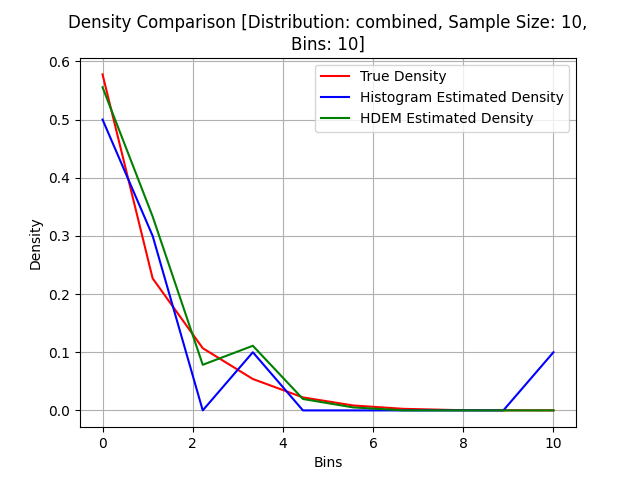 Density Comparison [Distribution: combined, Sample Size: 10,
Bins: 10]
True Density
Histogram Estimated Density
HDEM Estimated Density
Density
0.6
0.5
0.4
0.3
0.2
0.1
0.0
0 2 4 6 8 10
Bins